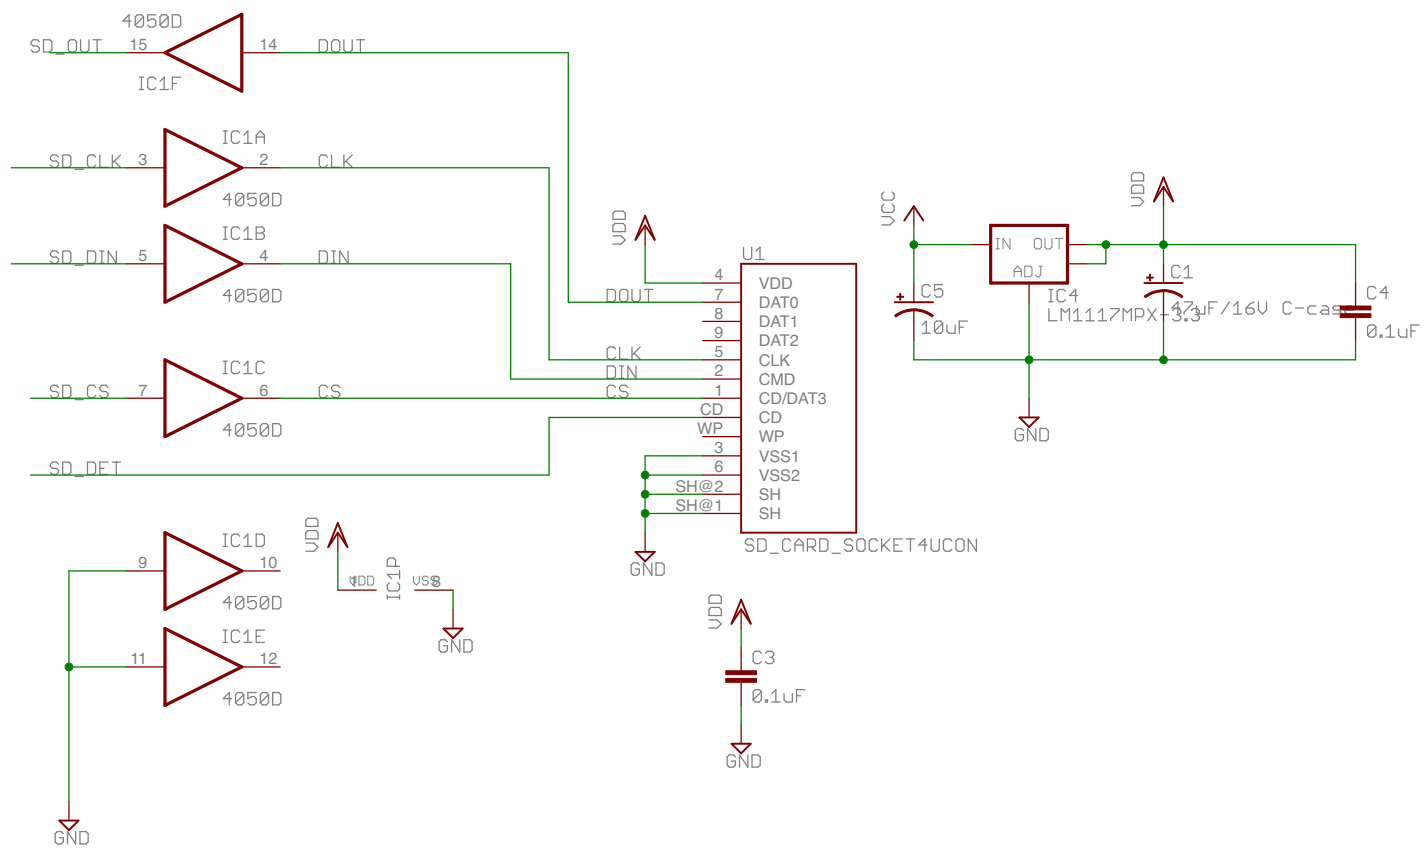 4050D
SD_OUT 15 14 DOUT
IC1F
IC1A
SD_CLK 3 2 CLK
4050D
IC1B
SD_DIN 5 4 DIN
4050D
IC1C
SD_CS 7 6 CS
4050D
SD_DET
IC1D
9 10
4050D
IC1E
11 12
4050D
GND
VDD
1 VDD IC1P VSS 8
GND
VDD
U1
4 VDD
DOUT 7 DAT0
8 DAT1
9 DAT2
CLK 5 CLK
DIN 2 CMD
CS 1 CD/DAT3
CD CD
WP WP
3 VSS1
6 VSS2
SH@2 SH
SH@1 SH
SD_CARD_SOCKET4UCON
GND
VDD
C3
0.1uF
GND
VCC
C5
10uF
IN OUT
ADJ
IC4
LM1117MPX-3.3
VDD
C1
47uF/16V C-case
C4
0.1uF
GND